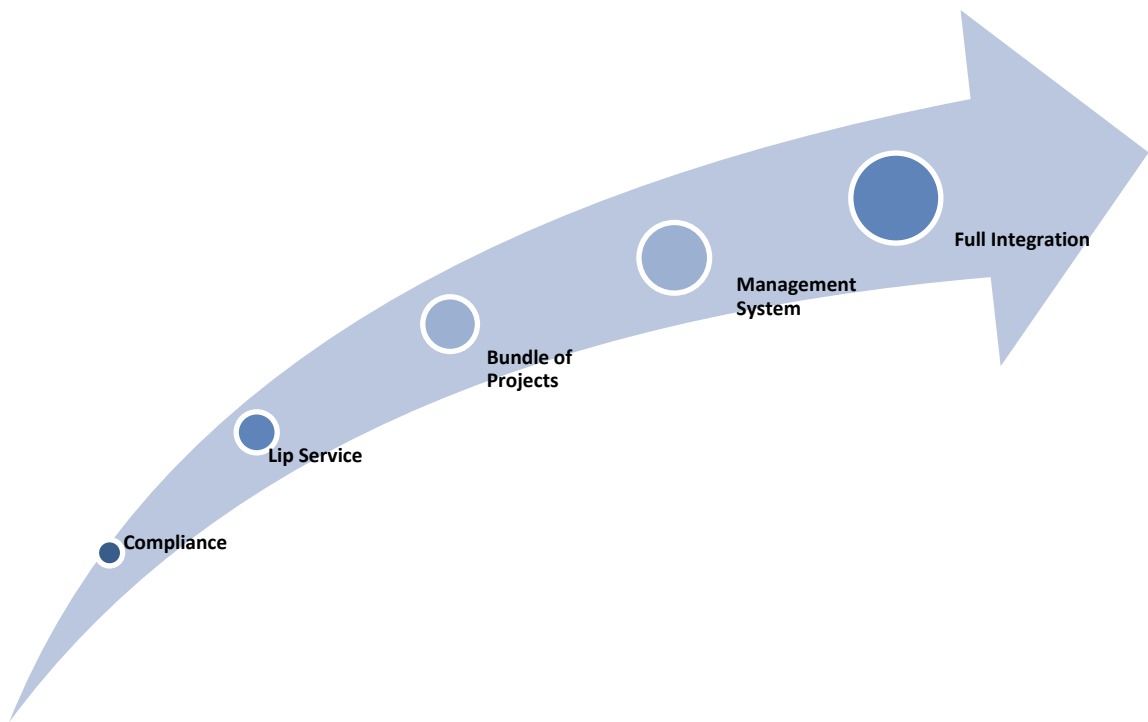 Full Integration
Management
System
Bundle of
Projects
Lip Service
Compliance